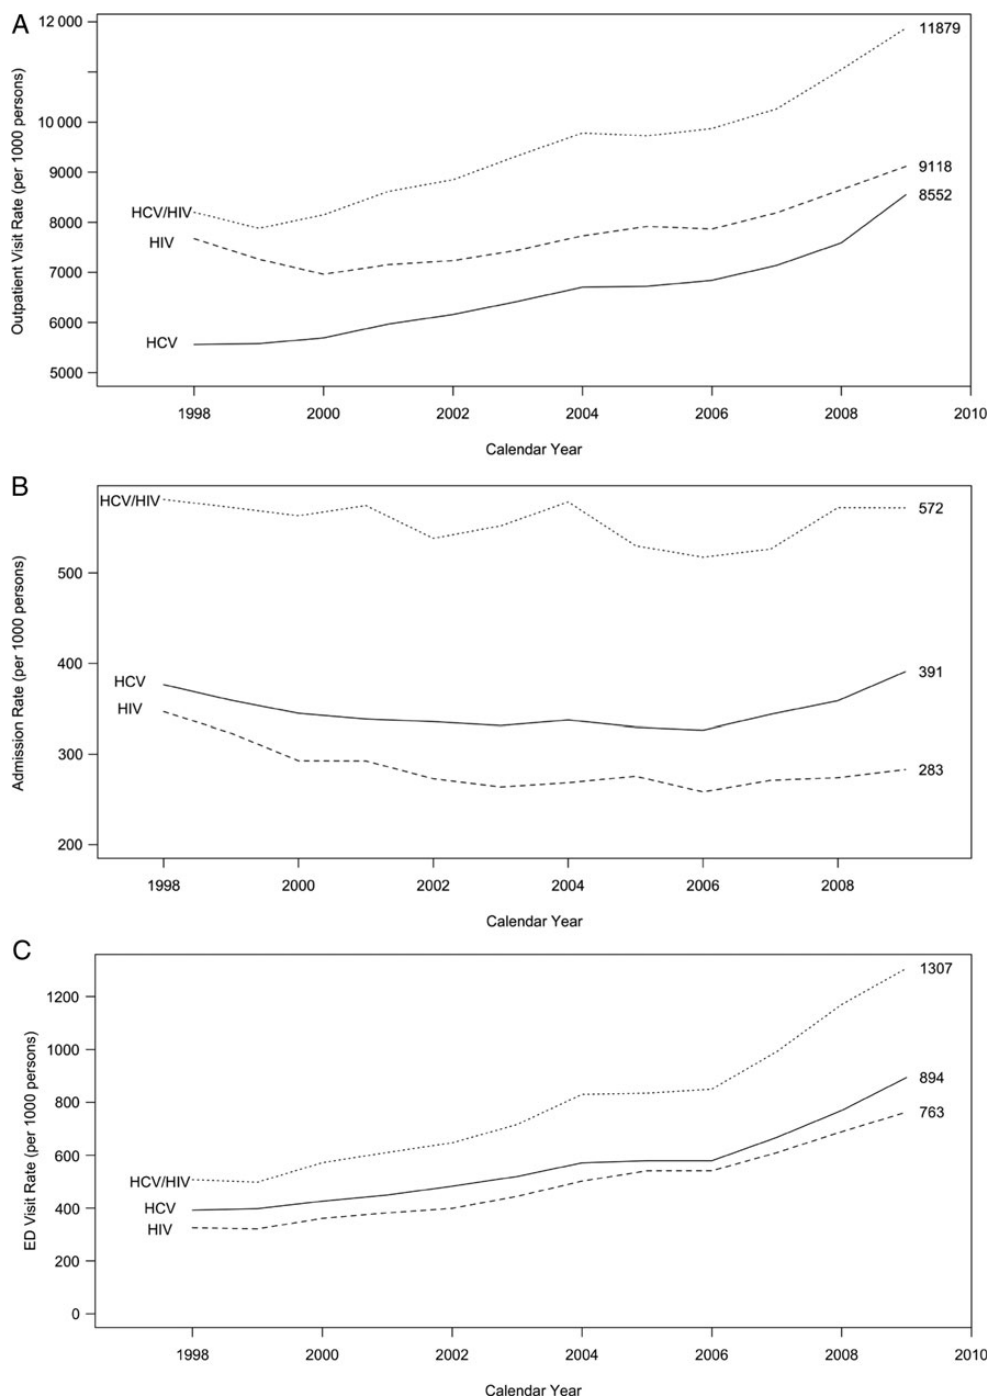 A
Outpatient Visit Rate (per 1000 persons)
12 000
10 000
9000
8000
7000
6000
5000
HCV/HIV
HIV
HCV
11879
9118
8552
1998 2000 2002 2004 2006 2008 2010
Calendar Year
B
Admission Rate (per 1000 persons)
500
400
300
200
HCV/HIV
HCV
HIV
572
391
283
1998 2000 2002 2004 2006 2008
Calendar Year
C
ED Visit Rate (per 1000 persons)
1200
1000
800
600
400
200
0
HCV/HIV
HCV
HIV
1307
894
763
1998 2000 2002 2004 2006 2008 2010
Calendar Year